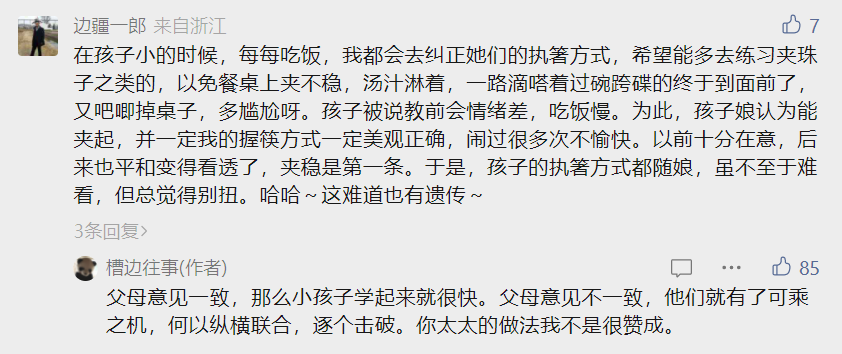 边疆一郎 来自浙江
7
在孩子小的时候，每每吃饭，我都会去纠正她们的执箸方式，希望能多去练习夹珠
子之类的，以免餐桌上夹不稳，汤汁淋着，一路滴嗒着过碗跨碟的终于到面前了，
又吧唧掉桌子，多尴尬呀。孩子被说教前会情绪差，吃饭慢。为此，孩子娘认为能
夹起，并一定我的握筷方式一定美观正确，闹过很多次不愉快。以前十分在意，后
来也平和变得看透了，夹稳是第一条。于是，孩子的执箸方式都随娘，虽不至于难
看，但总觉得别扭。哈哈～这难道也有遗传～
3条回复>
槽边往事(作者)
85
父母意见一致，那么小孩子学起来就很快。父母意见不一致，他们就有了可乘
之机，何以纵横联合，逐个击破。你太太的做法我不是很赞成。